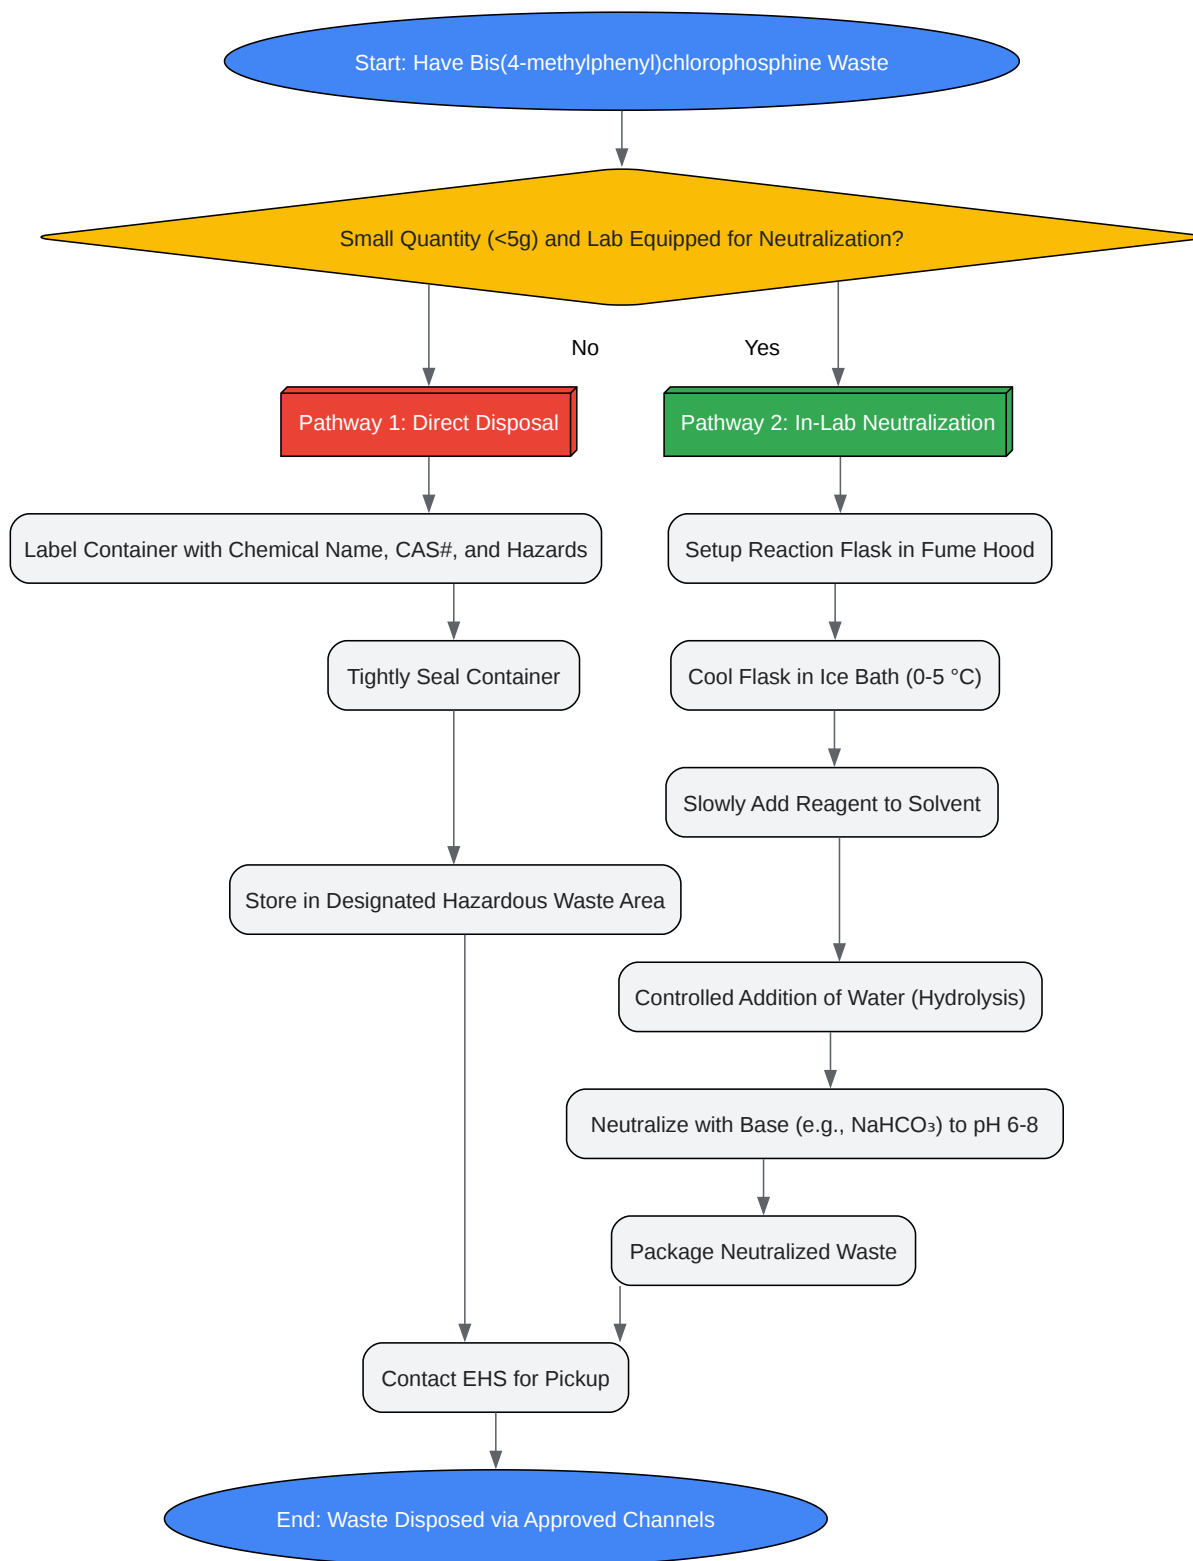 Start: Have Bis(4-methylphenyl)chlorophosphine Waste
Small Quantity (<5g) and Lab Equipped for Neutralization?
No
Yes
Pathway 1: Direct Disposal
Pathway 2: In-Lab Neutralization
Label Container with Chemical Name, CAS#, and Hazards
Setup Reaction Flask in Fume Hood
Tightly Seal Container
Cool Flask in Ice Bath (0-5 °C)
Slowly Add Reagent to Solvent
Store in Designated Hazardous Waste Area
Controlled Addition of Water (Hydrolysis)
Neutralize with Base (e.g., NaHCO₃) to pH 6-8
Package Neutralized Waste
Contact EHS for Pickup
End: Waste Disposed via Approved Channels